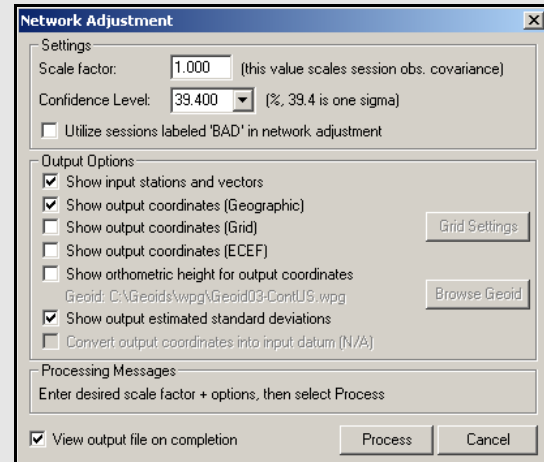 Network Adjustment
Settings
Scale factor: 1.000 (this value scales session obs. covariance)
Confidence Level: 39.400 (%, 39.4 is one sigma)
Utilize sessions labeled 'BAD' in network adjustment
Output Options
Show input stations and vectors
Show output coordinates (Geographic)
Show output coordinates (Grid)
Grid Settings
Show output coordinates (ECEF)
Show orthometric height for output coordinates
Geoid: C:\Geoids\wpg\Geoid03-ContUS.wpg
Browse Geoid
Show output estimated standard deviations
Convert output coordinates into input datum (N/A)
Processing Messages
Enter desired scale factor + options, then select Process
View output file on completion
Process
Cancel